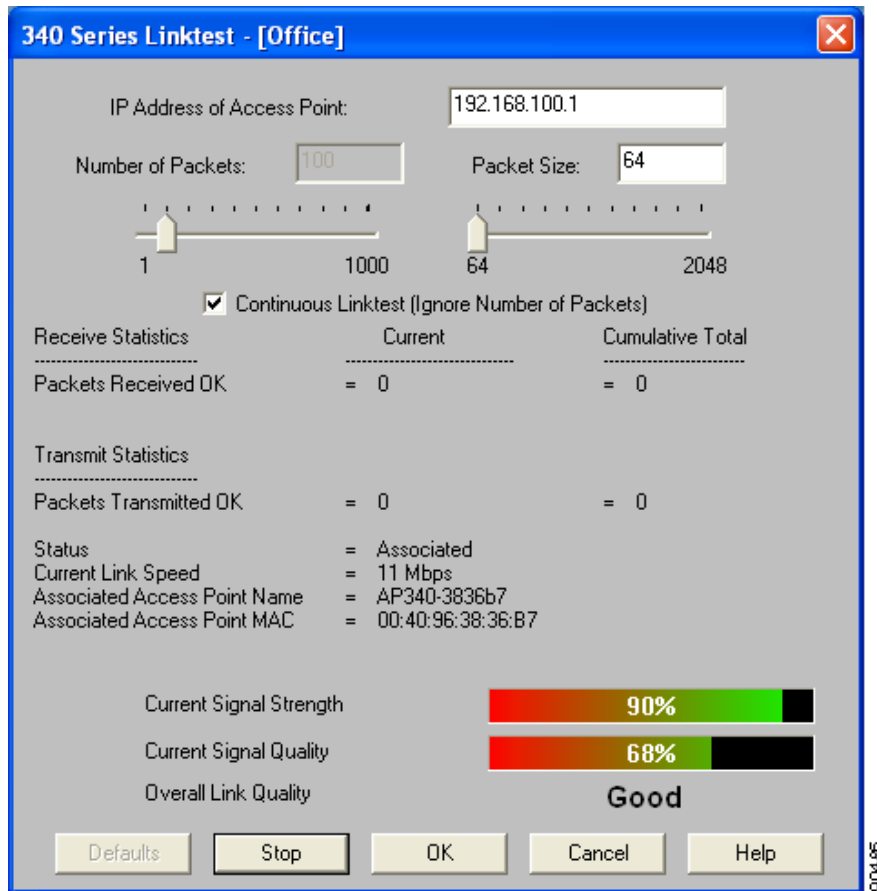 340 Series Linktest - [Office]
IP Address of Access Point: 192.168.100.1
Number of Packets: 100 Packet Size: 64
1 1000 64 2048
Continuous Linktest (Ignore Number of Packets)
Receive Statistics Current Cumulative Total
Packets Received OK = 0 = 0
Transmit Statistics
Packets Transmitted OK = 0 = 0
Status = Associated
Current Link Speed = 11 Mbps
Associated Access Point Name = AP340-3836b7
Associated Access Point MAC = 00:40:96:38:36:B7
Current Signal Strength 90%
Current Signal Quality 68%
Overall Link Quality Good
Defaults Stop OK Cancel Help